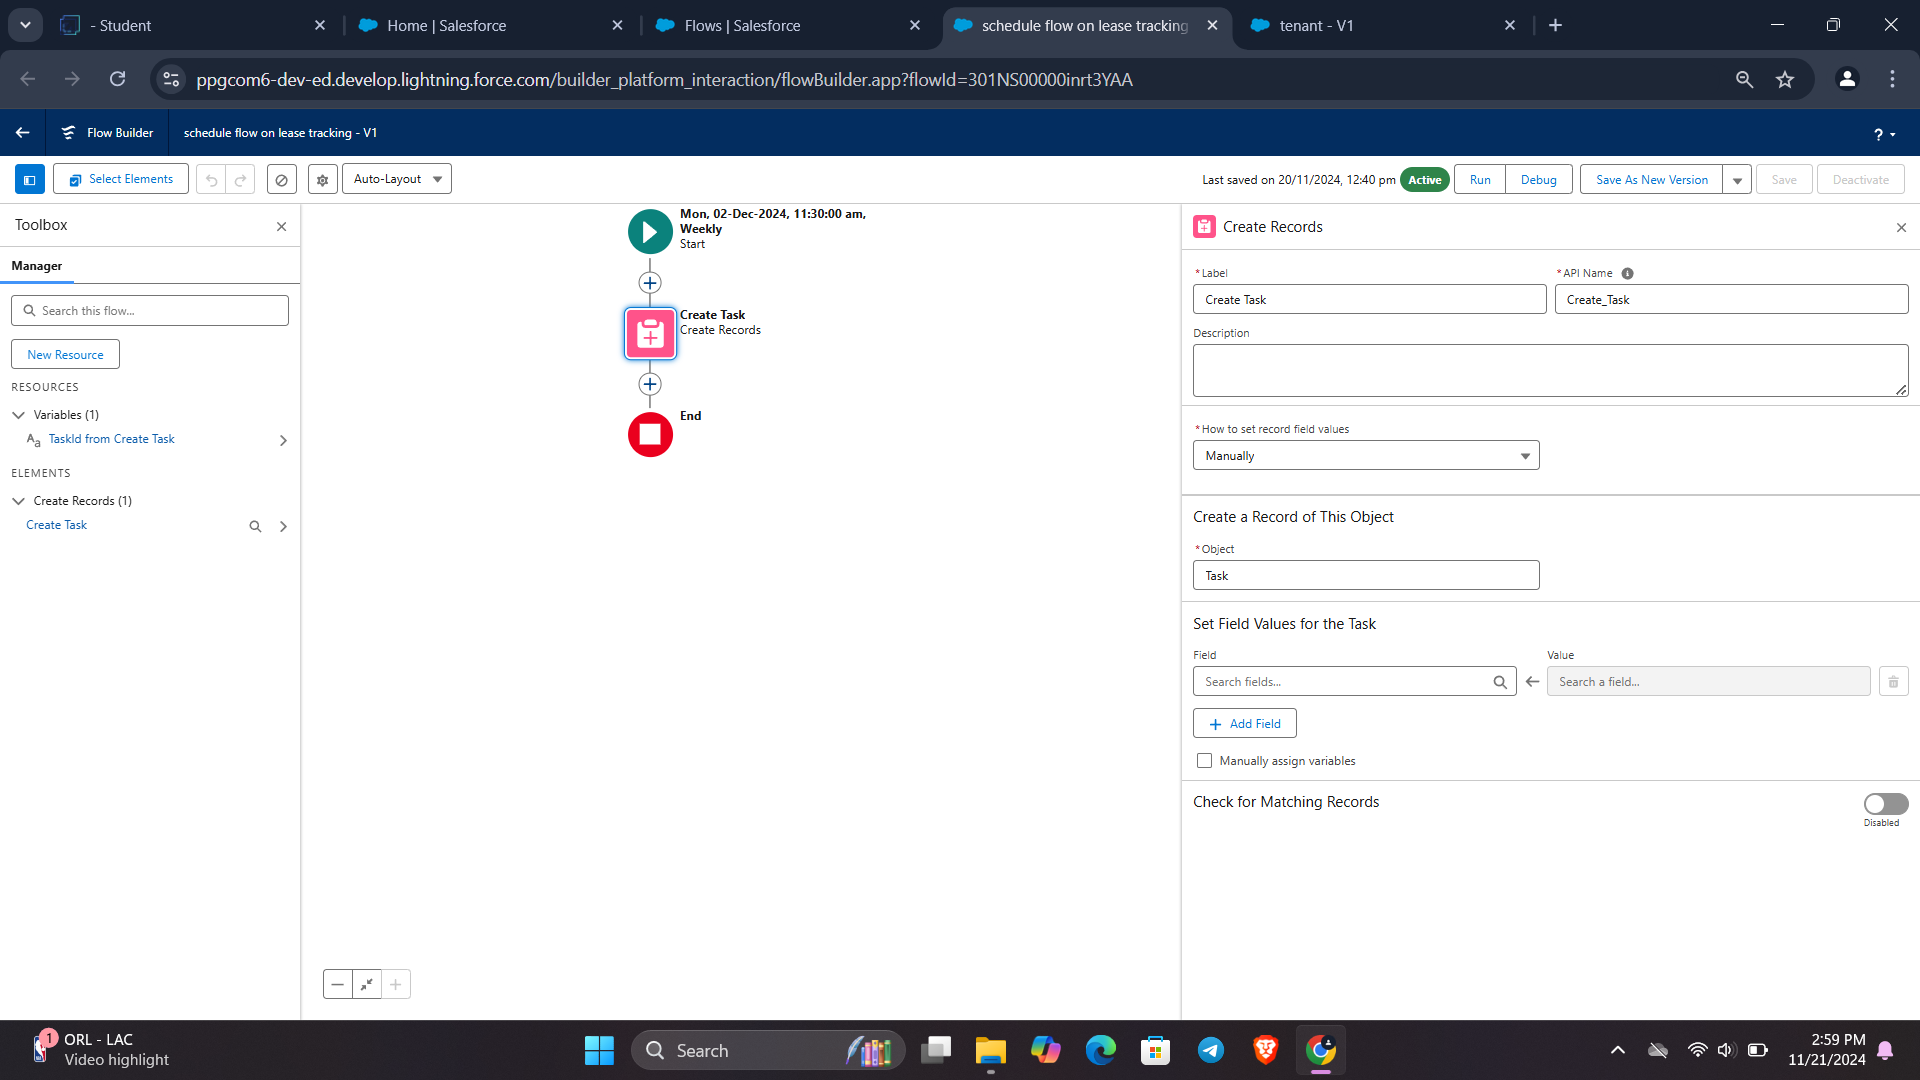 - Student
Home | Salesforce
Flows | Salesforce
schedule flow on lease tracking
tenant - V1
ppgcom6-dev-ed.develop.lightning.force.com/builder_platform_interaction/flowBuilder.app?flowId=301NS00000inrt3YAA
Flow Builder
schedule flow on lease tracking - V1
?
Select Elements
Auto-Layout
Last saved on 20/11/2024, 12:40 pm
Active
Run
Debug
Save As New Version
Save
Deactivate
Toolbox
Manager
Search this flow...
New Resource
RESOURCES
Variables (1)
Aa TaskId from Create Task
ELEMENTS
Create Records (1)
Create Task
Mon, 02-Dec-2024, 11:30:00 am,
Weekly
Start
Create Task
Create Records
End
Create Records
*Label
Create Task
*API Name
Create_Task
Description
*How to set record field values
Manually
Create a Record of This Object
*Object
Task
Set Field Values for the Task
Field
Search fields...
Value
Search a field...
Add Field
Manually assign variables
Check for Matching Records
Disabled
1
ORL - LAC
Video highlight
Search
2:59 PM
11/21/2024